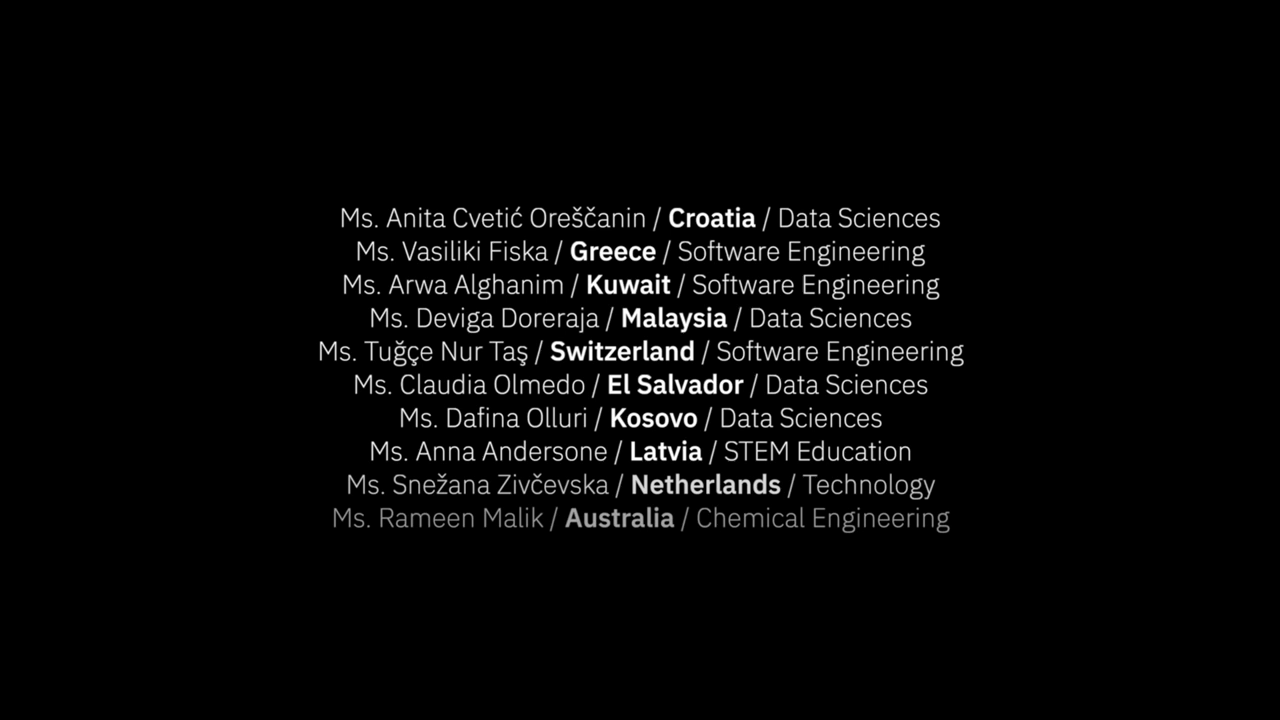 Ms. Anita Cvetić Oreščanin / Croatia / Data Sciences
Ms. Vasiliki Fiska / Greece / Software Engineering
Ms. Arwa Alghanim / Kuwait / Software Engineering
Ms. Deviga Doreraja / Malaysia / Data Sciences
Ms. Tuğçe Nur Taş / Switzerland / Software Engineering
Ms. Claudia Olmedo / El Salvador / Data Sciences
Ms. Dafina Olluri / Kosovo / Data Sciences
Ms. Anna Andersone / Latvia / STEM Education
Ms. Snežana Zivčevska / Netherlands / Technology
Ms. Rameen Malik / Australia / Chemical Engineering